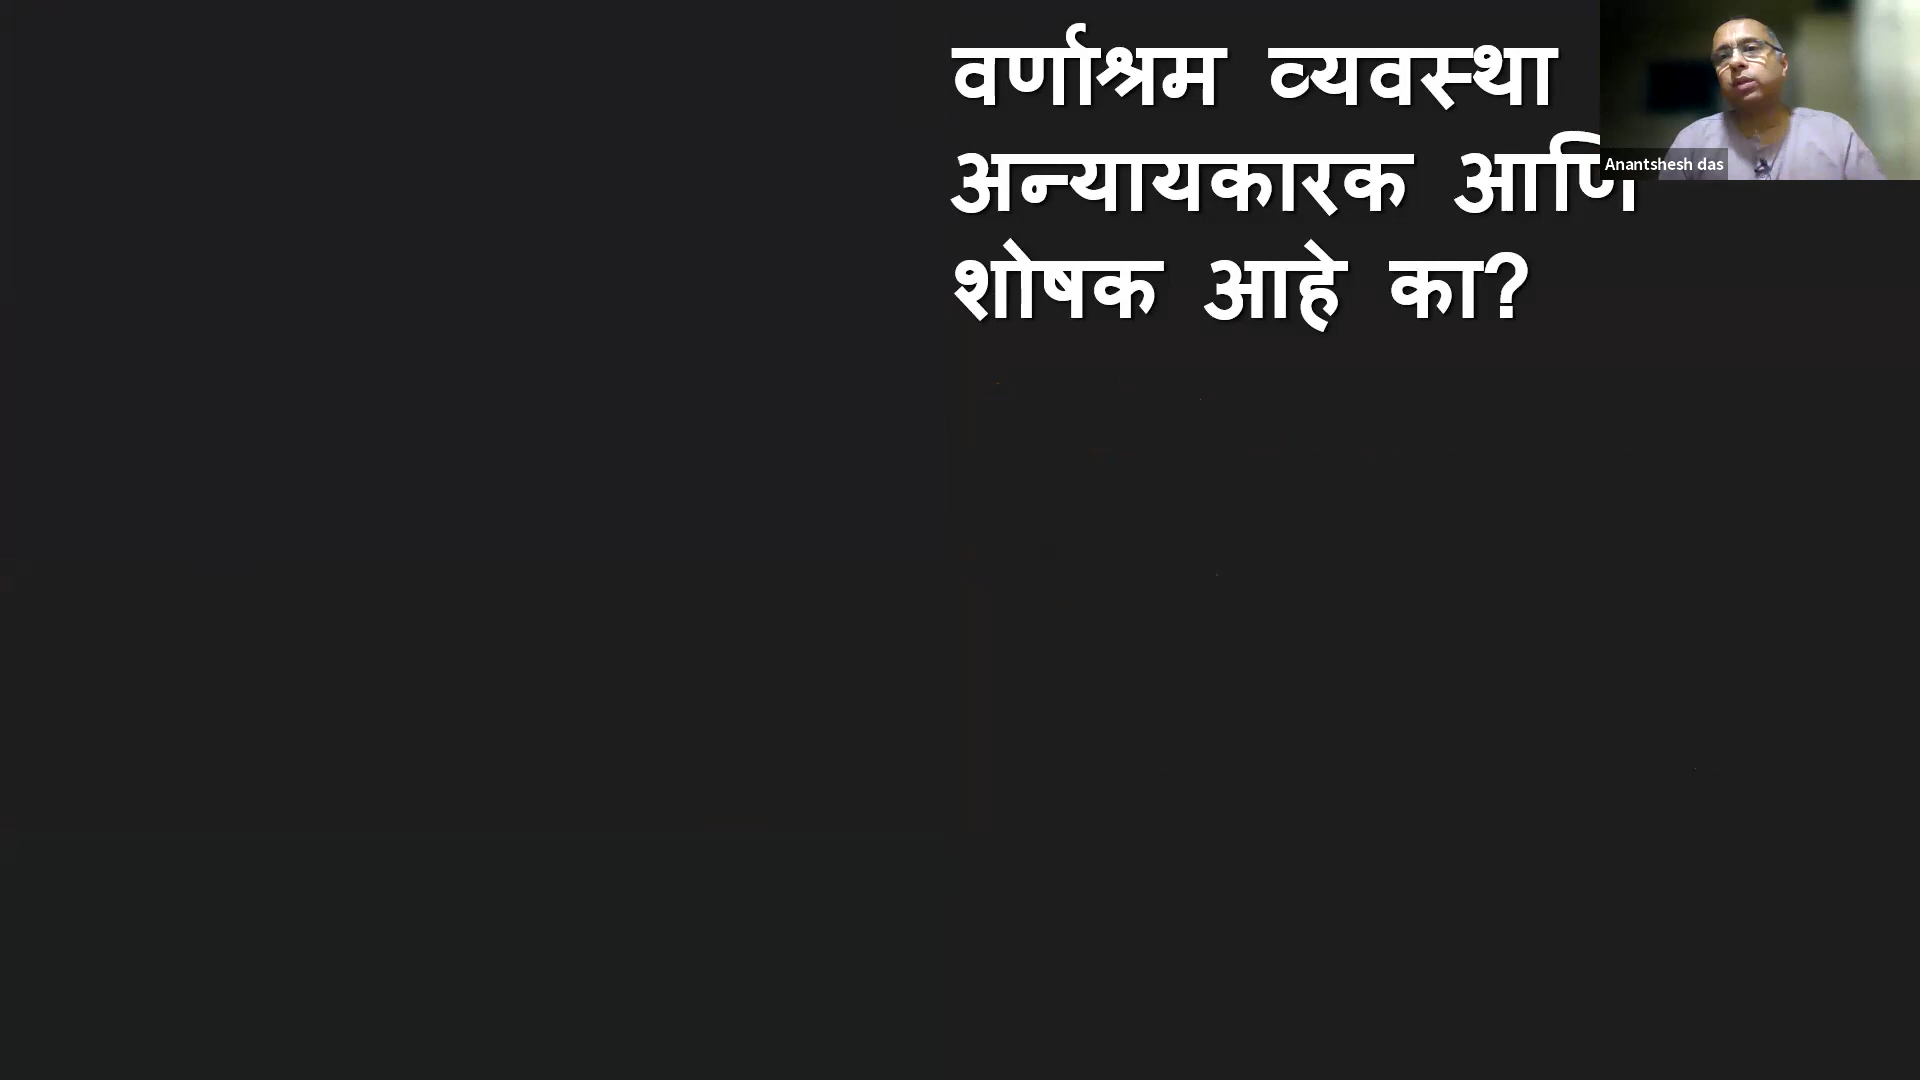 वर्णाश्रम व्यवस्था
अन्यायकारक आणि
शोषक आहे का?
Anantshesh das